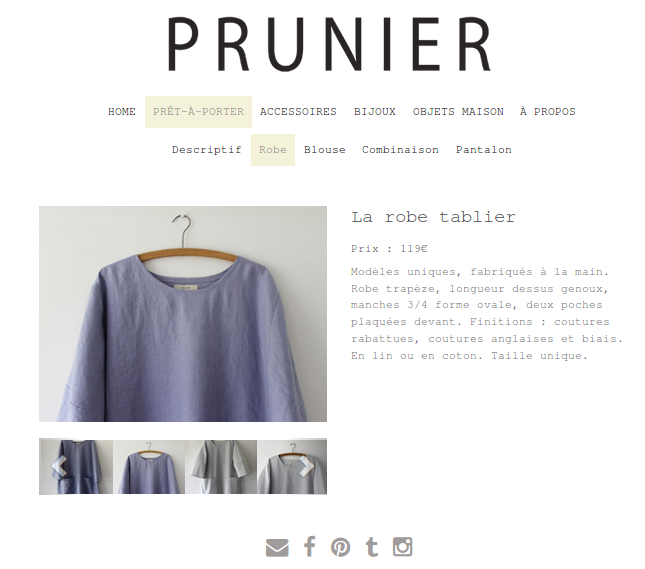 PRUNIER
HOME PRÊT-À-PORTER ACCESSOIRES BIJOUX OBJETS MAISON À PROPOS
Descriptif Robe Blouse Combinaison Pantalon
La robe tablier
Prix : 119€
Modèles uniques, fabriqués à la main.
Robe trapèze, longueur dessus genoux,
manches 3/4 forme ovale, deux poches
plaquées devant. Finitions : coutures
rabattues, coutures anglaises et biais.
En lin ou en coton. Taille unique.